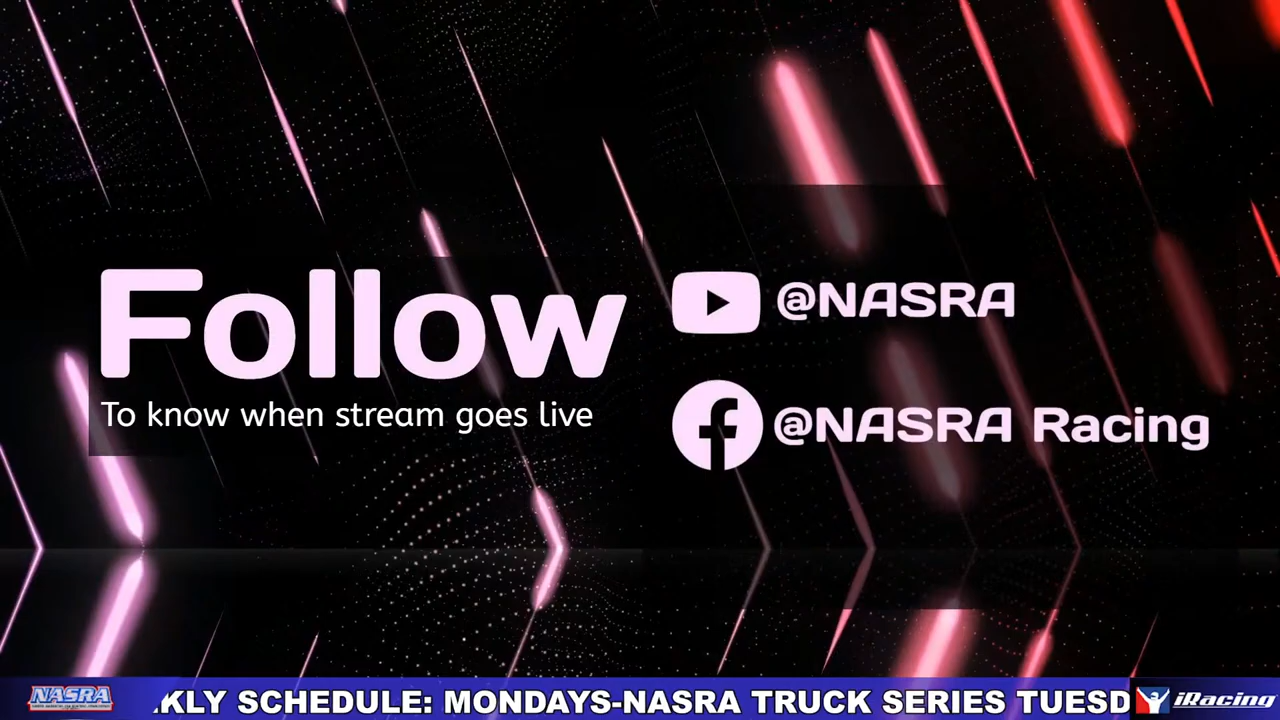 Follow
To know when stream goes live
@NASRA
@NASRA Racing
NASRA
KLY SCHEDULE: MONDAYS-NASRA TRUCK SERIES TUESD
iRacing